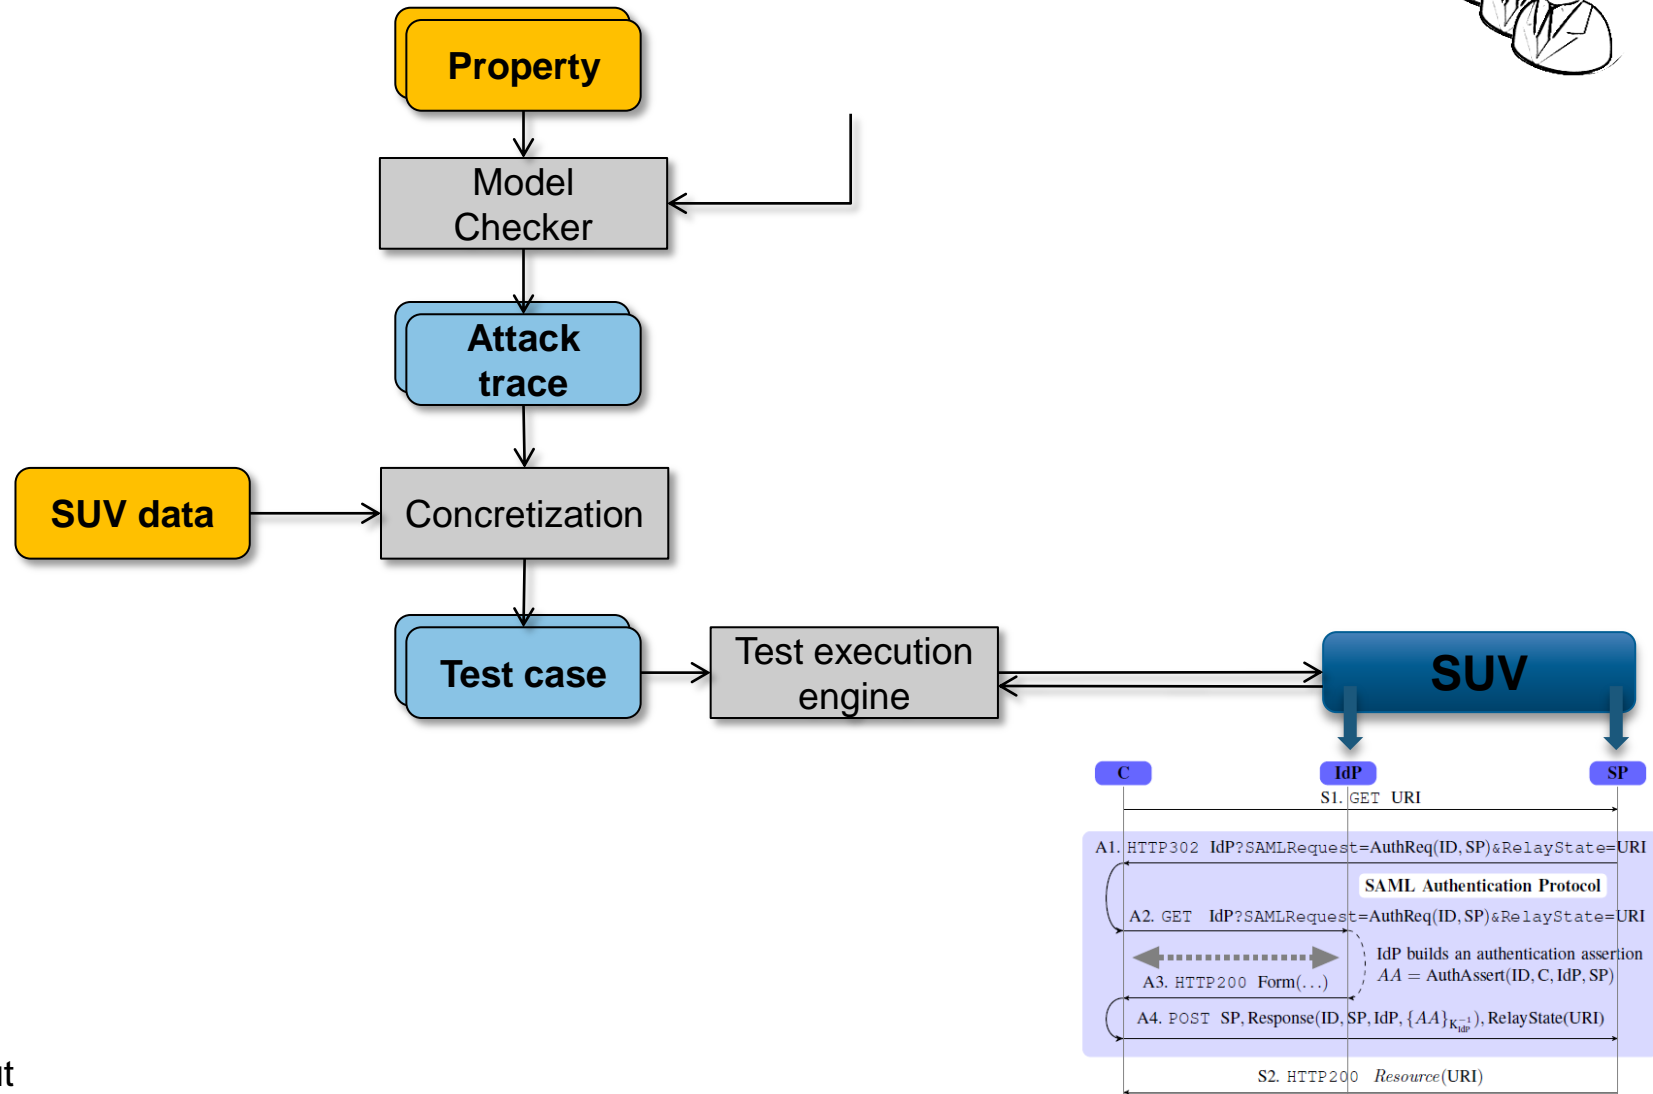 Property
Model
Checker
Attack
trace
SUV data
Concretization
Test case
Test execution
engine
SUV
C
IdP
SP
S1. GET URI
A1. HTTP302 IdP?SAMLRequest=AuthReq(ID, SP)&RelayState=URI
SAML Authentication Protocol
A2. GET IdP?SAMLRequest=AuthReq(ID, SP)&RelayState=URI
IdP builds an authentication assertion
AA = AuthAssert(ID, C, IdP, SP)
A3. HTTP200 Form(...)
A4. POST SP, Response(ID, SP, IdP, {AA}_{K_{IdP}^{-1}}), RelayState(URI)
S2. HTTP200 Resource(URI)